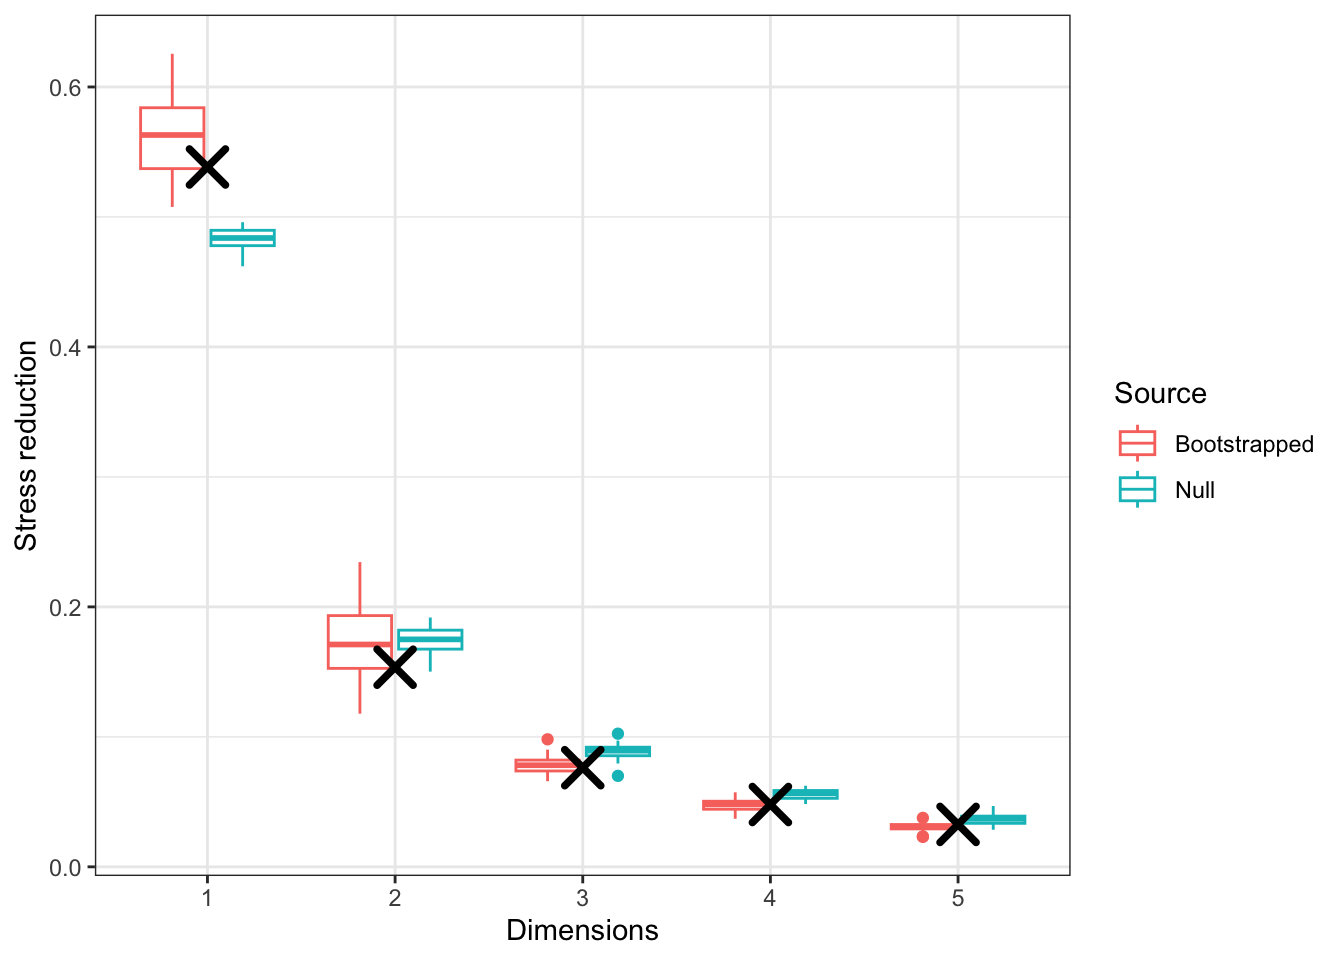 Stress reduction
0.6
0.4
0.2
0.0
1 2 3 4 5
Dimensions
Source
Bootstrapped
Null